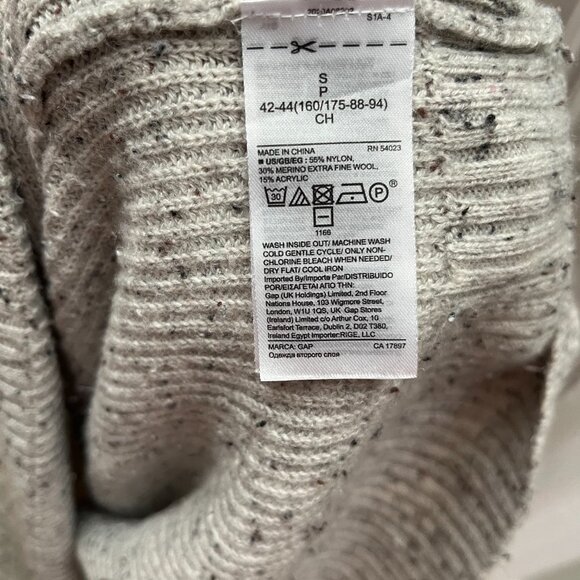 S1A-4
S
P
42-44(160/175-88-94)
CH
MADE IN CHINA RN 54023
■ US/GB/EG : 55% NYLON,
30% MERINO EXTRA FINE WOOL,
15% ACRYLIC
30 P ®
1166
WASH INSIDE OUT/ MACHINE WASH
COLD GENTLE CYCLE/ ONLY NON-
CHLORINE BLEACH WHEN NEEDED/
DRY FLAT/ COOL IRON
Imported By/Importe Par/DISTRIBUIDO
POR/ΕΙΣΑΓΕΤΑΙ ΑΠΟ ΤΗΝ:
Gap (UK Holdings) Limited, 2nd Floor
Nations House, 103 Wigmore Street,
London, W1U 1QS, UK Gap Stores
(Ireland) Limited c/o Arthur Cox, 10
Earlsfort Terrace, Dublin 2, D02 T380,
Ireland Egypt Importer:RIGE, LLC
MARCA: GAP CA 17897
Одежда второго слоя